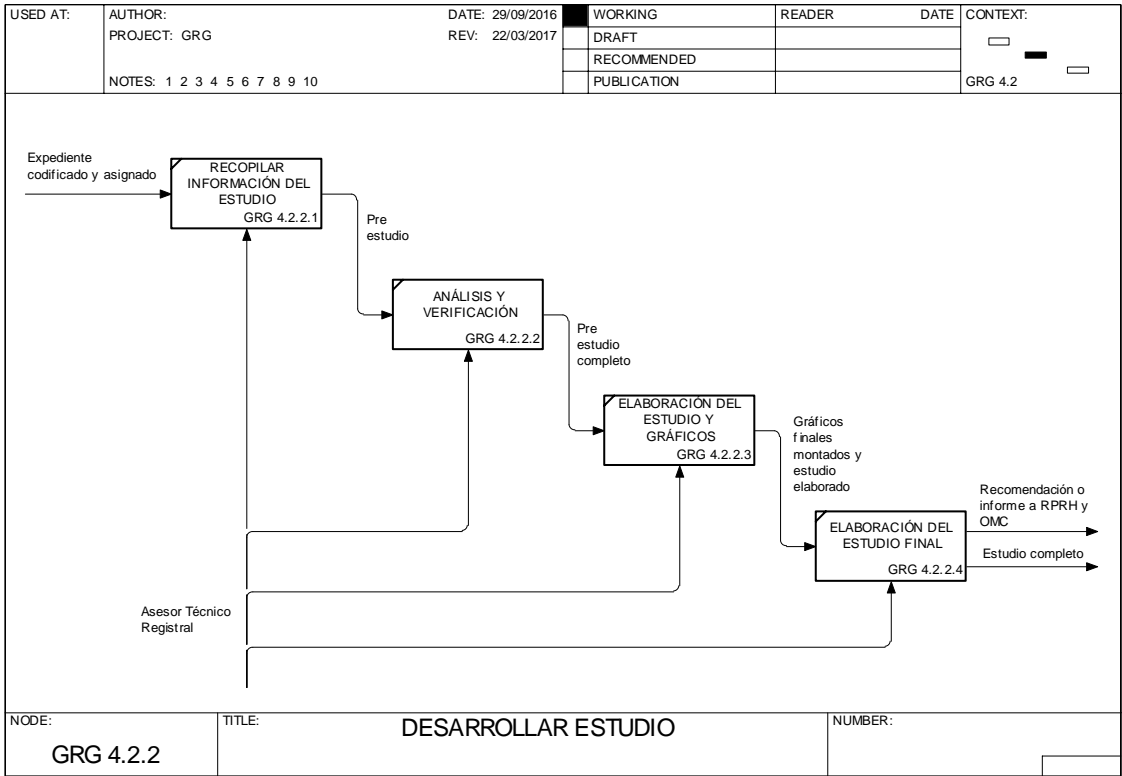 USED AT:
AUTHOR:
DATE: 29/09/2016
PROJECT: GRG
REV: 22/03/2017
NOTES: 1 2 3 4 5 6 7 8 9 10
WORKING
DRAFT
RECOMMENDED
PUBLICATION
READER
DATE
CONTEXT:
GRG 4.2
Expediente
codificado y asignado
RECOPILAR
INFORMACIÓN DEL
ESTUDIO
GRG 4.2.2.1
Pre
estudio
ANÁLISIS Y
VERIFICACIÓN
GRG 4.2.2.2
Pre
estudio
completo
ELABORACIÓN DEL
ESTUDIO Y
GRÁFICOS
GRG 4.2.2.3
Gráficos
finales
montados y
estudio
elaborado
ELABORACIÓN DEL
ESTUDIO FINAL
GRG 4.2.2.4
Recomendación o
informe a RPRH y
OMC
Estudio completo
Asesor Técnico
Registral
NODE:
GRG 4.2.2
TITLE:
DESARROLLAR ESTUDIO
NUMBER: